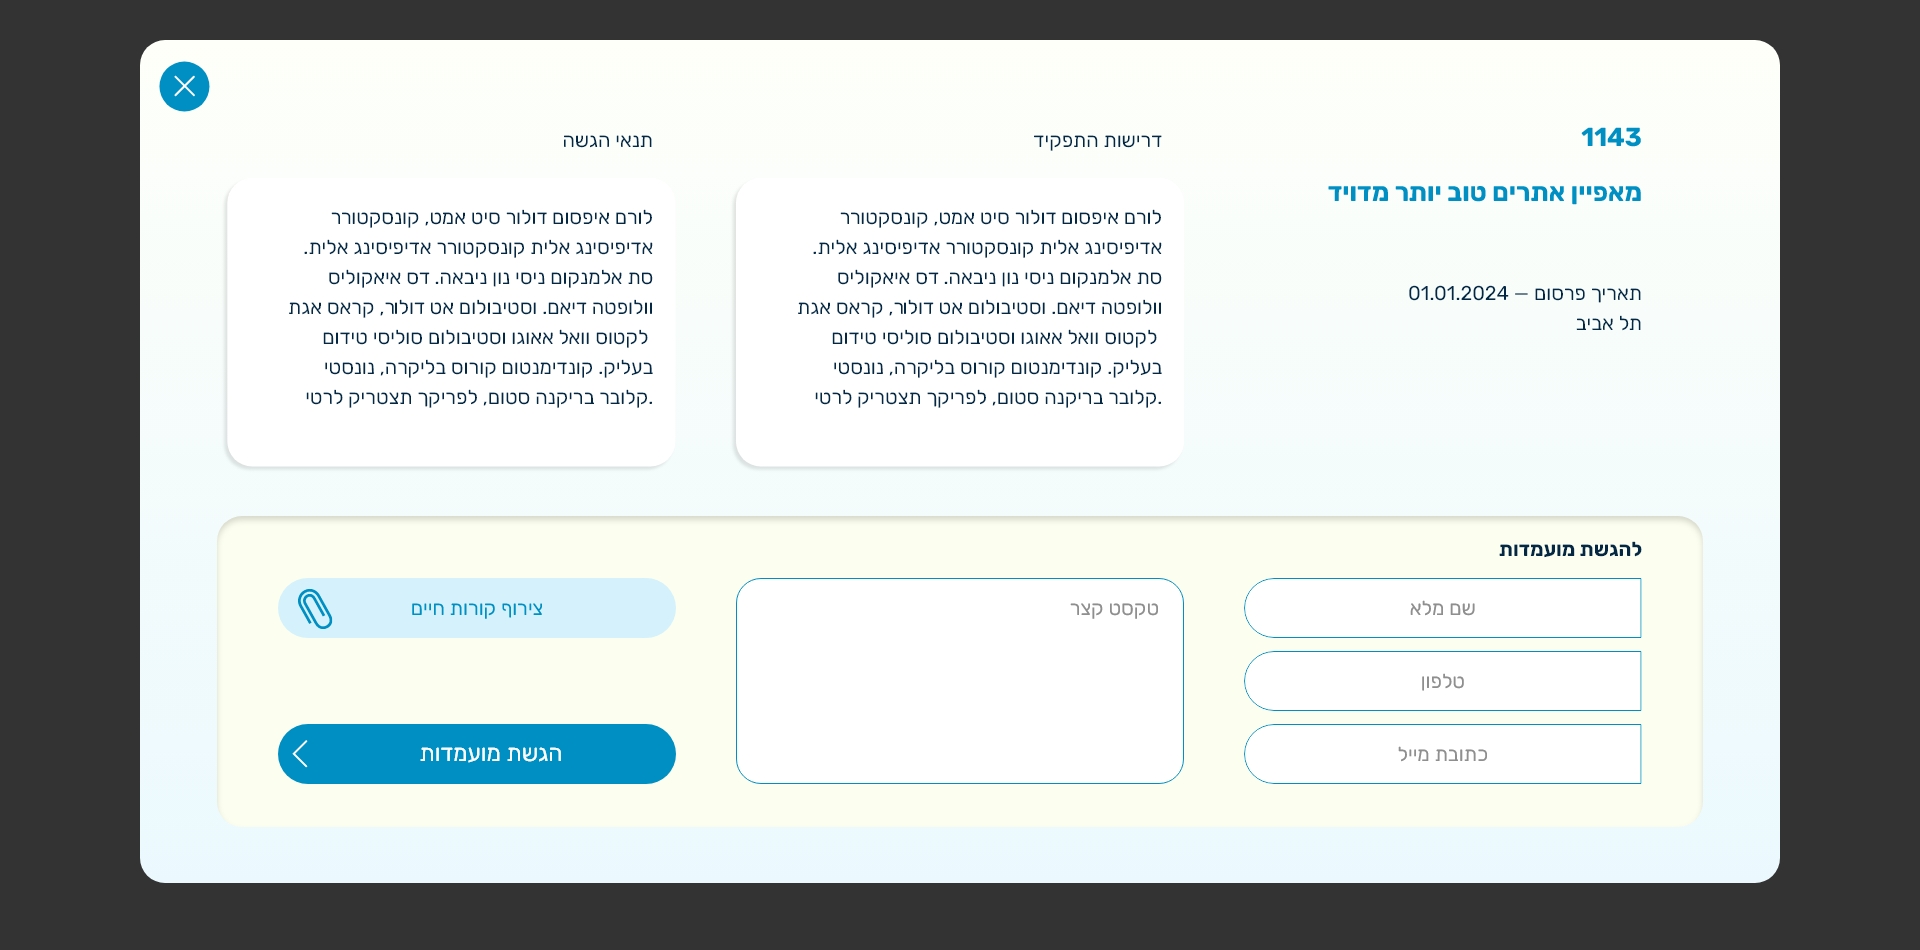 1143
מאפיין אתרים טוב יותר מדויד
תאריך פרסום — 01.01.2024
תל אביב
דרישות התפקיד
לורם איפסום דולור סיט אמט, קונסקטורר
אדיפיסינג אלית קונסקטורר אדיפיסינג אלית.
סת אלמנקום ניסי נון ניבאה. דס איאקוליס
וולופטה דיאם. וסטיבולום אט דולור, קראס אגת
לקטוס וואל אאוגו וסטיבולום סוליסי טידום
בעליק. קונדימנטום קורוס בליקרה, נונסטי
.קלובר בריקנה סטום, לפריקך תצטריק לרטי
תנאי הגשה
לורם איפסום דולור סיט אמט, קונסקטורר
אדיפיסינג אלית קונסקטורר אדיפיסינג אלית.
סת אלמנקום ניסי נון ניבאה. דס איאקוליס
וולופטה דיאם. וסטיבולום אט דולור, קראס אגת
לקטוס וואל אאוגו וסטיבולום סוליסי טידום
בעליק. קונדימנטום קורוס בליקרה, נונסטי
.קלובר בריקנה סטום, לפריקך תצטריק לרטי
להגשת מועמדות
שם מלא
טלפון
כתובת מייל
טקסט קצר
צירוף קורות חיים
הגשת מועמדות